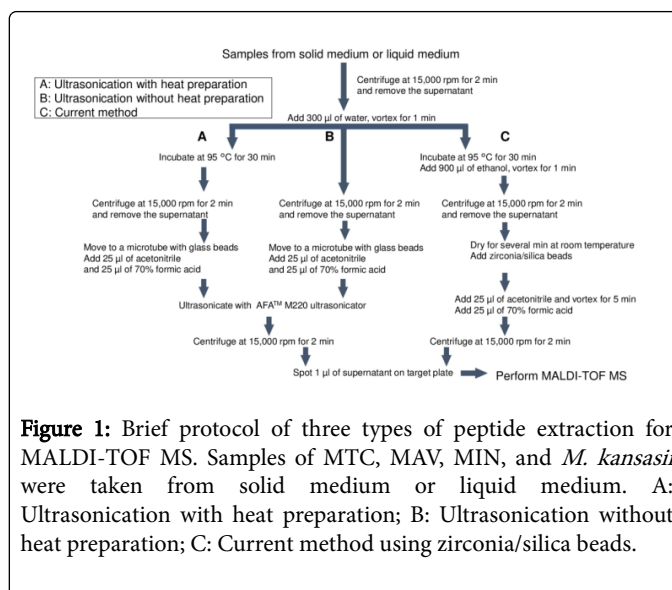 Samples from solid medium or liquid medium
A: Ultrasonication with heat preparation
B: Ultrasonication without heat preparation
C: Current method
Centrifuge at 15,000 rpm for 2 min
and remove the supernatant
Add 300 µl of water, vortex for 1 min
A
B
C
Incubate at 95 °C for 30 min
Incubate at 95 °C for 30 min
Add 900 µl of ethanol, vortex for 1 min
Centrifuge at 15,000 rpm for 2 min
and remove the supernatant
Centrifuge at 15,000 rpm for 2 min
and remove the supernatant
Centrifuge at 15,000 rpm for 2 min
and remove the supernatant
Move to a microtube with glass beads
Add 25 µl of acetonitrile
and 25 µl of 70% formic acid
Move to a microtube with glass beads
Add 25 µl of acetonitrile
and 25 µl of 70% formic acid
Dry for several min at room temperature
Add zirconia/silica beads
Ultrasonicate with AFA™ M220 ultrasonicator
Add 25 µl of acetonitrile and vortex for 5 min
Add 25 µl of 70% formic acid
Centrifuge at 15,000 rpm for 2 min
Centrifuge at 15,000 rpm for 2 min
Spot 1 µl of supernatant on target plate
Perform MALDI-TOF MS
Figure 1: Brief protocol of three types of peptide extraction for
MALDI-TOF MS. Samples of MTC, MAV, MIN, and M. kansasii
were taken from solid medium or liquid medium. A:
Ultrasonication with heat preparation; B: Ultrasonication without
heat preparation; C: Current method using zirconia/silica beads.